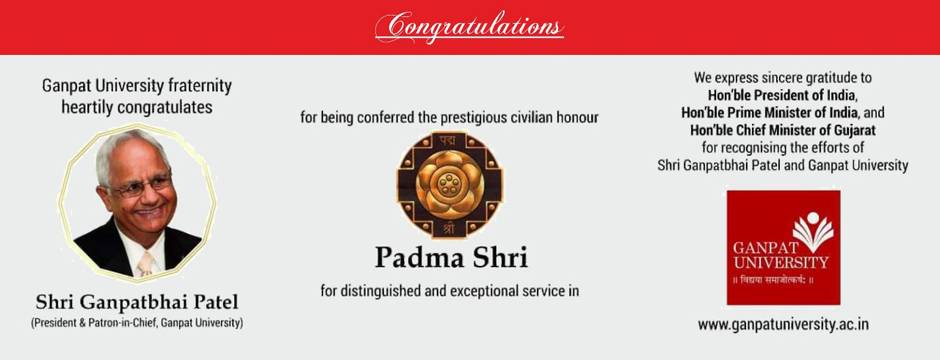 Congratulations
Ganpat University fraternity
heartily congratulates
Shri Ganpatbhai Patel
(President & Patron-in-Chief, Ganpat University)
for being conferred the prestigious civilian honour
पद्म
श्री
Padma Shri
for distinguished and exceptional service in
We express sincere gratitude to
Hon'ble President of India,
Hon'ble Prime Minister of India, and
Hon'ble Chief Minister of Gujarat
for recognising the efforts of
Shri Ganpatbhai Patel and Ganpat University
GANPAT
UNIVERSITY
॥ विद्यया समाजोत्कर्षः ॥
www.ganpatuniversity.ac.in